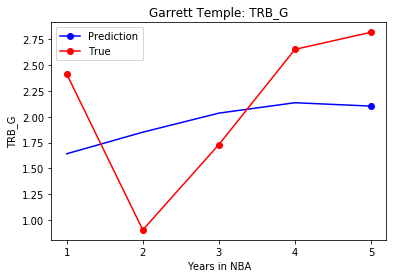 Garrett Temple: TRB_G
Prediction
True
2.75
2.50
2.25
2.00
1.75
1.50
1.25
1.00
TRB_G
1 2 3 4 5
Years in NBA